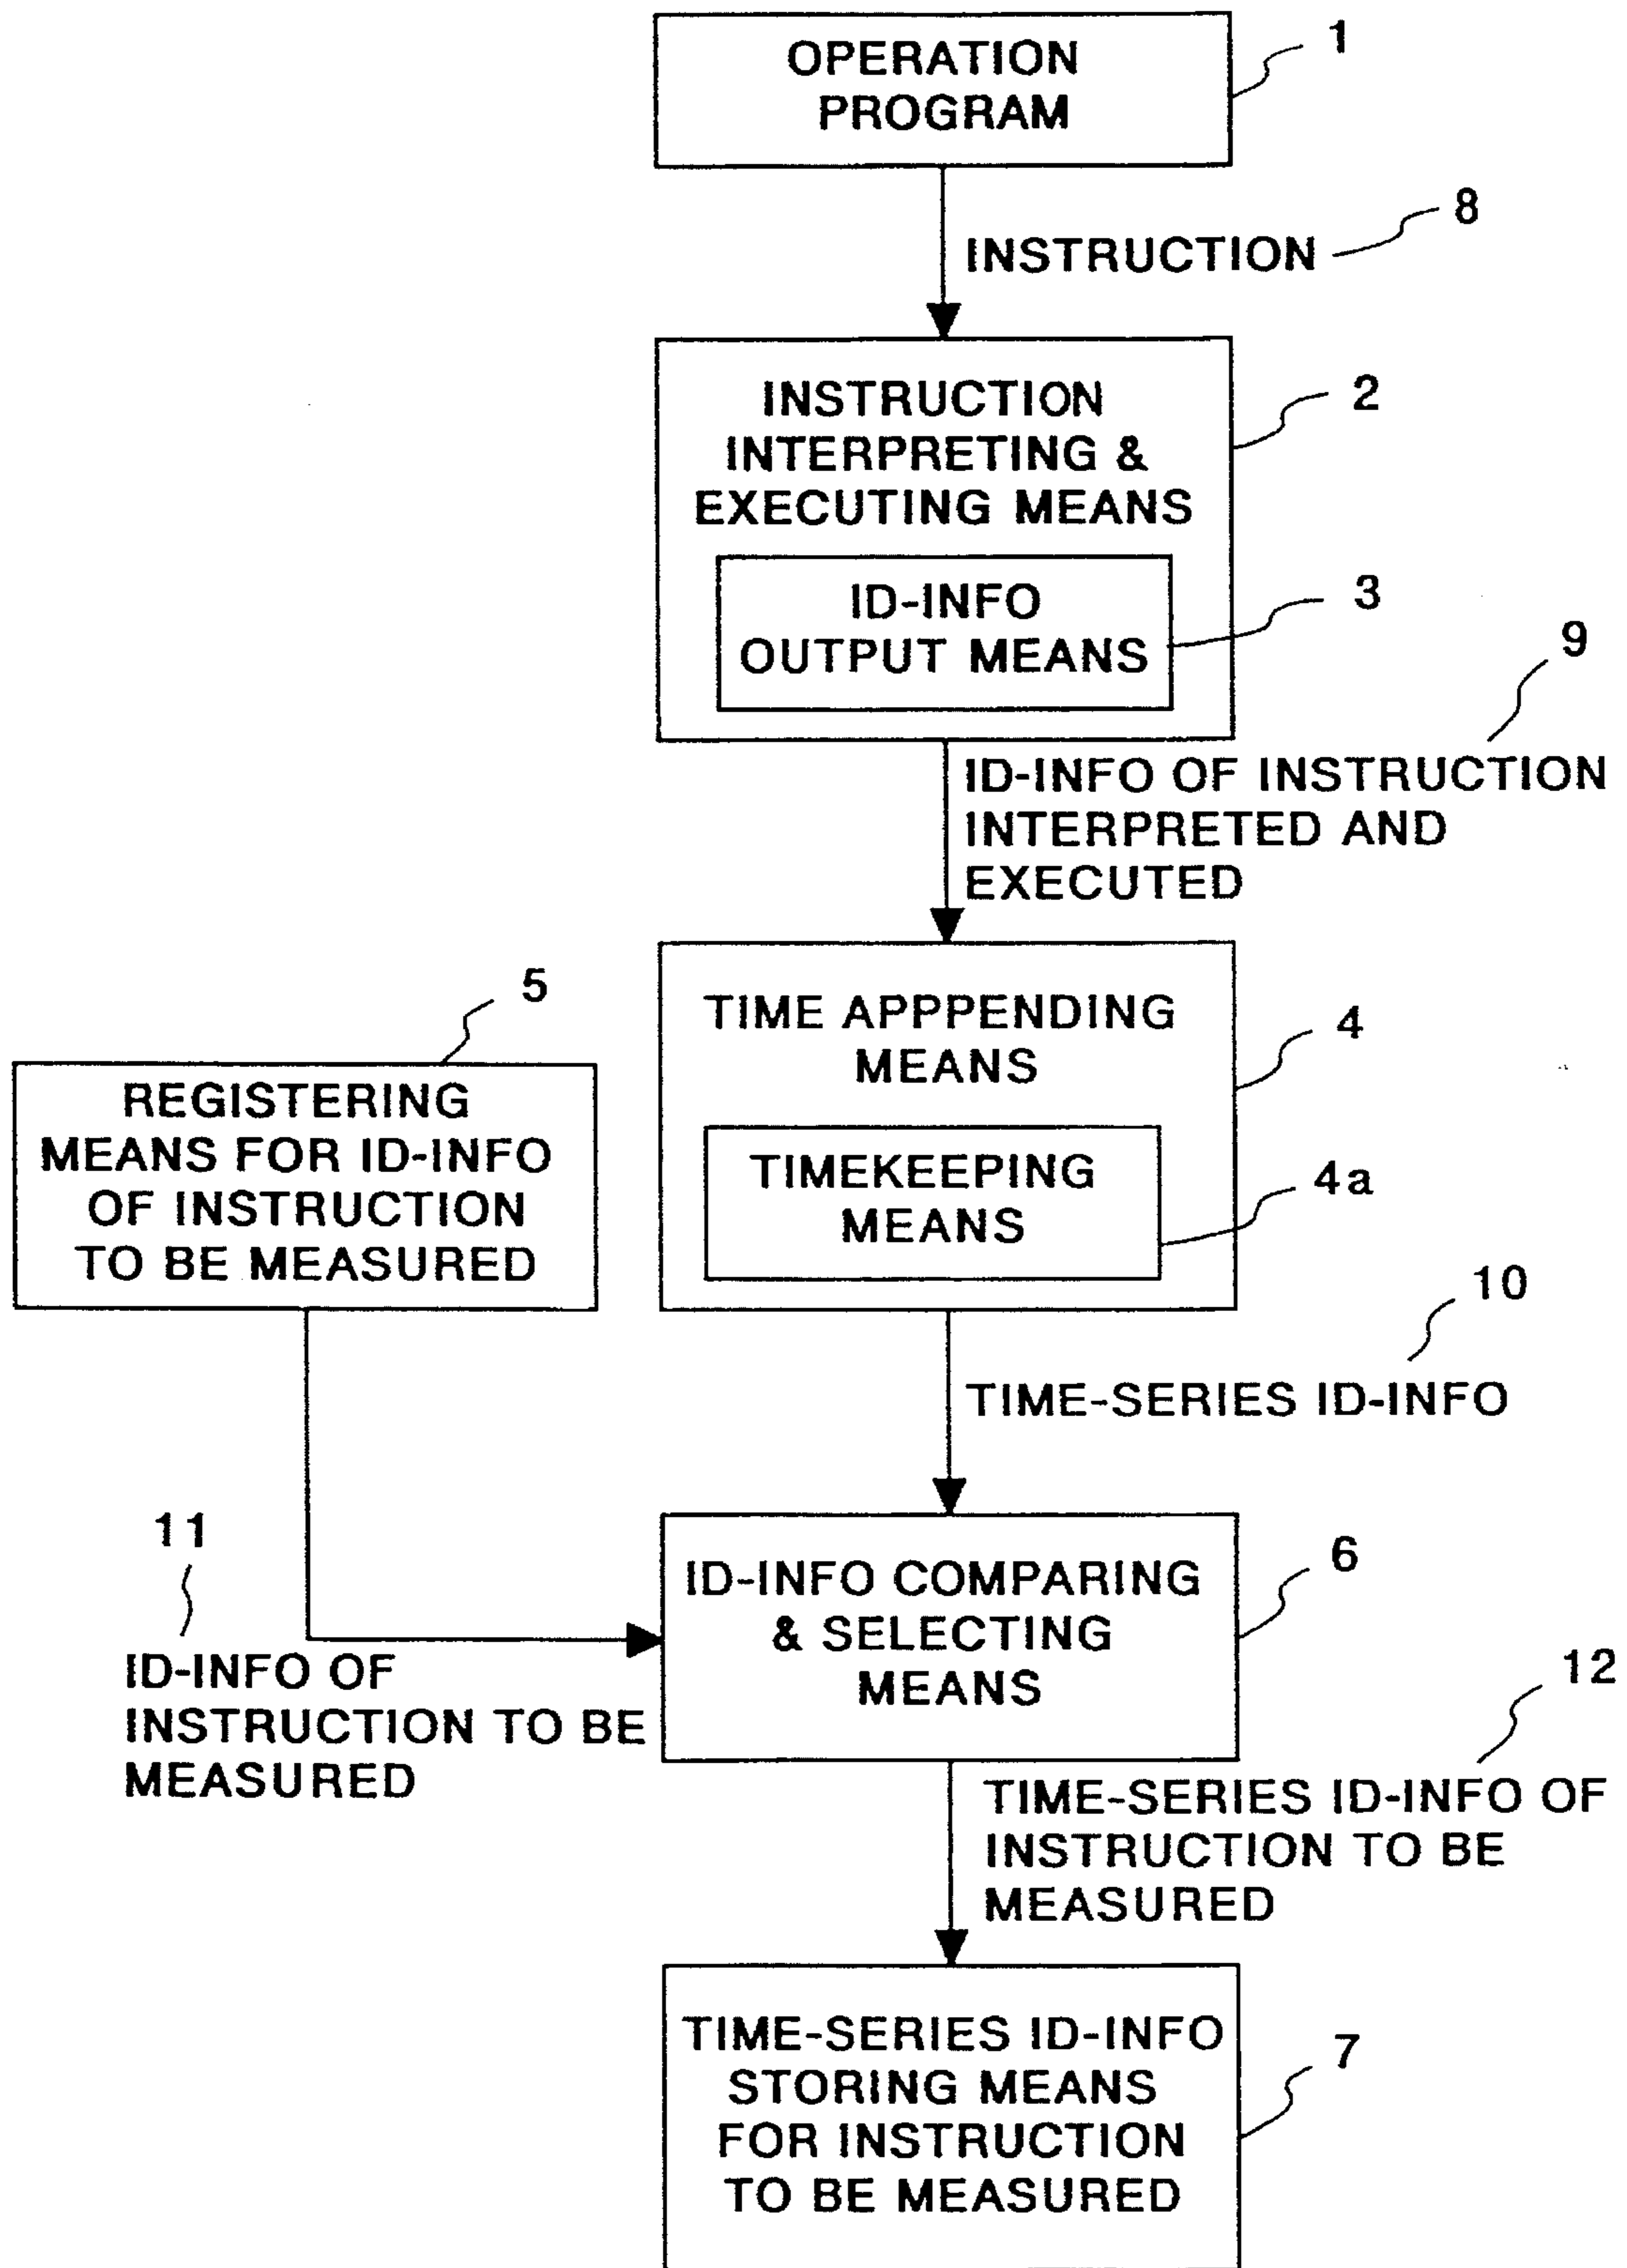 OPERATION
PROGRAM
1
INSTRUCTION
8
INSTRUCTION
INTERPRETING &
EXECUTING MEANS
2
ID-INFO
OUTPUT MEANS
3
9
ID-INFO OF INSTRUCTION
INTERPRETED AND
EXECUTED
TIME APPPENDING
MEANS
4
TIMEKEEPING
MEANS
4a
5
REGISTERING
MEANS FOR ID-INFO
OF INSTRUCTION
TO BE MEASURED
10
TIME-SERIES ID-INFO
11
ID-INFO OF
INSTRUCTION TO BE
MEASURED
ID-INFO COMPARING
& SELECTING
MEANS
6
12
TIME-SERIES ID-INFO OF
INSTRUCTION TO BE
MEASURED
TIME-SERIES ID-INFO
STORING MEANS
FOR INSTRUCTION
TO BE MEASURED
7